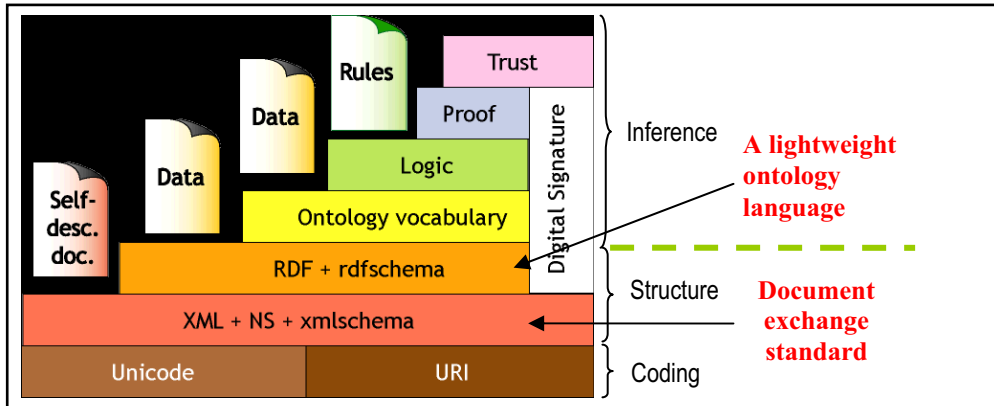 Trust
Rules
Proof
Data
Logic
Data
Self-
desc.
doc.
Ontology vocabulary
Digital Signature
RDF + rdfschema
XML + NS + xmlschema
Unicode
URI
Inference
Structure
Coding
A lightweight
ontology
language
Document
exchange
standard